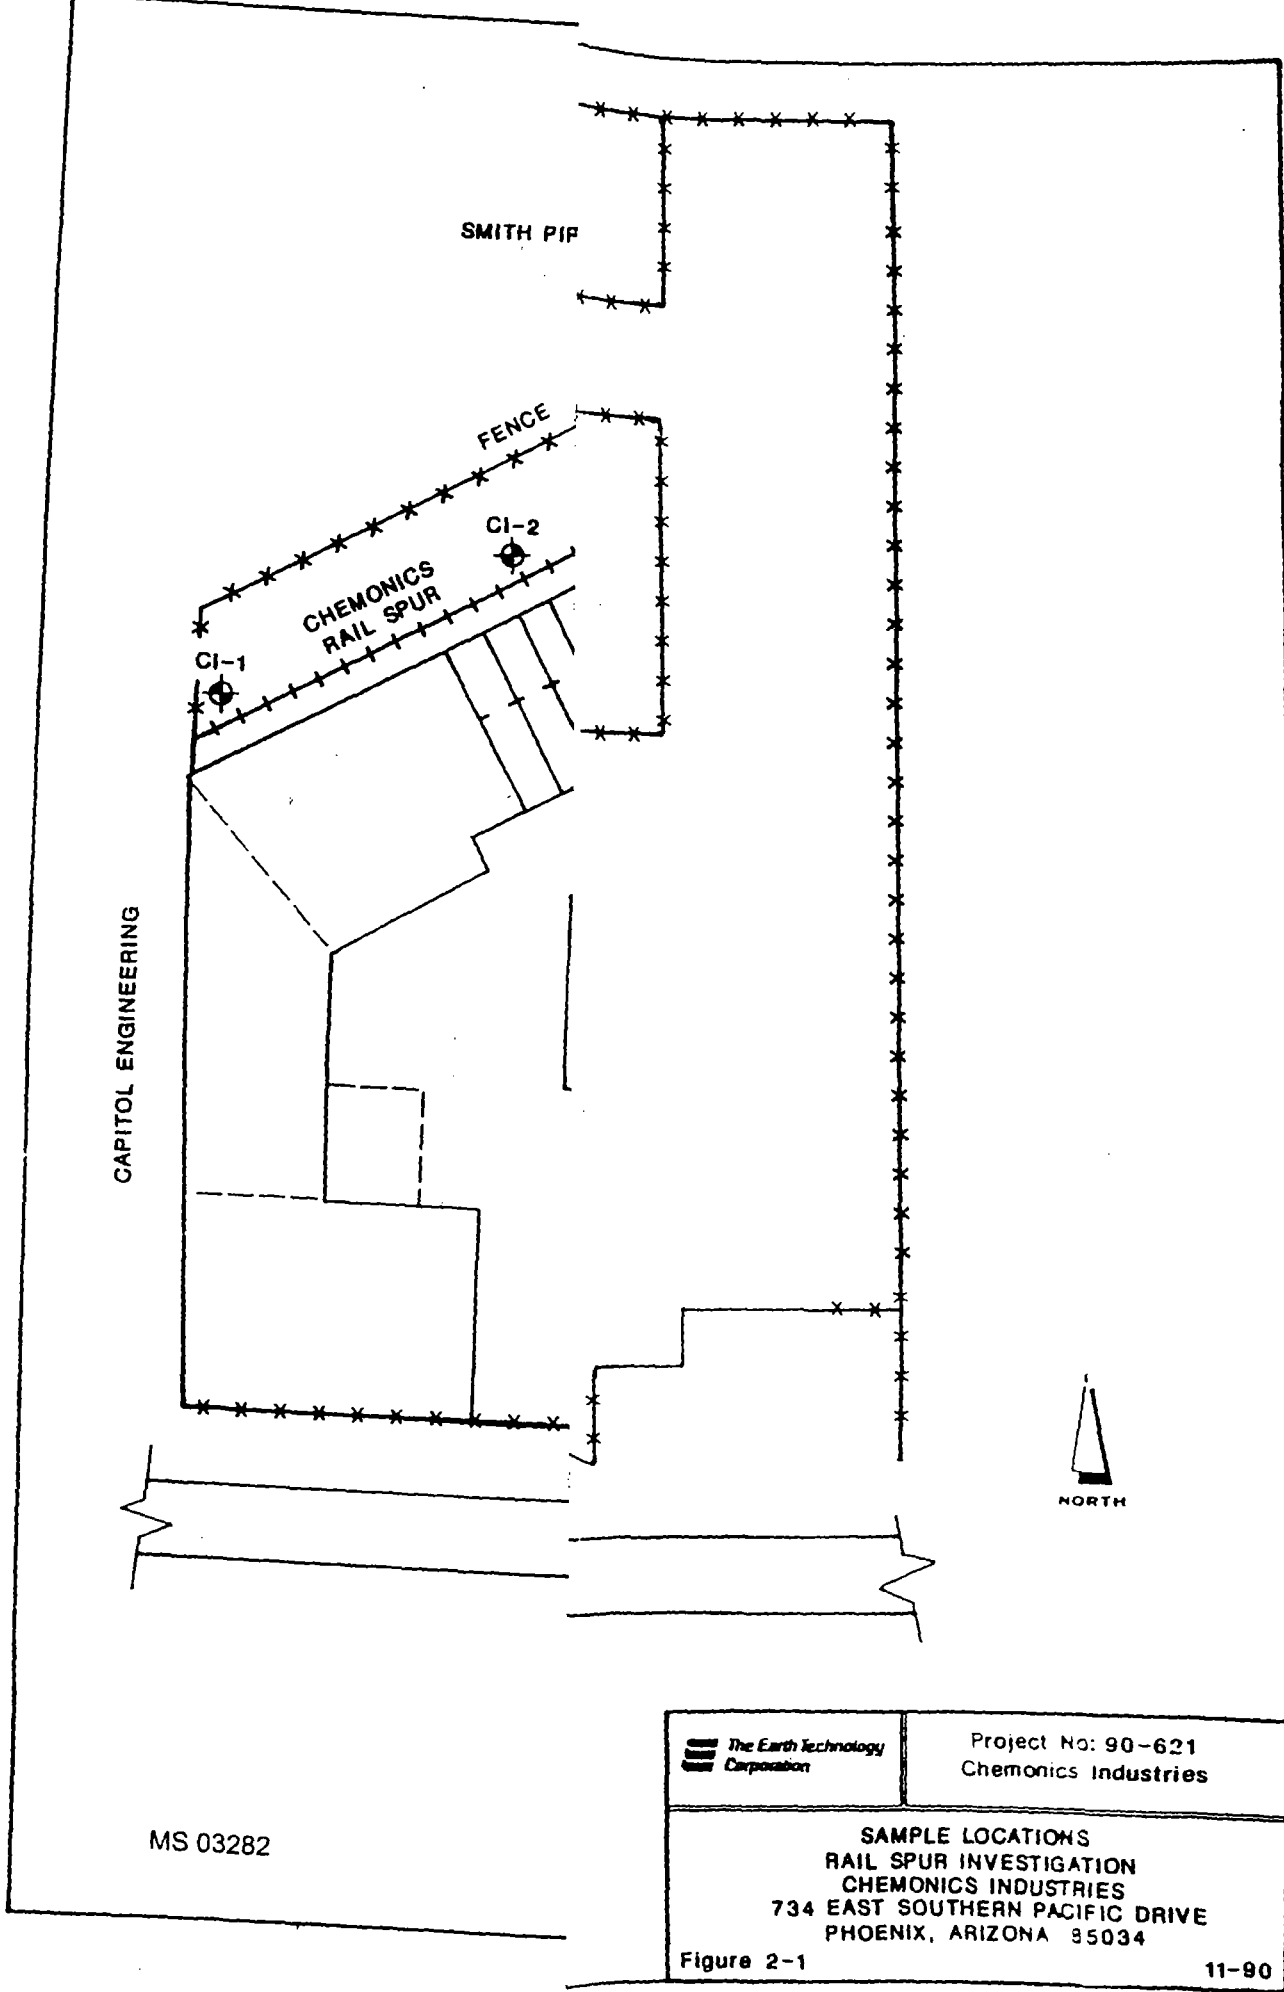 SMITH PIP
FENCE
CI-2
CHEMONICS
RAIL SPUR
CI-1
CAPITOL ENGINEERING
NORTH
The Earth Technology
Corporation
Project No: 90-621
Chemonics Industries
SAMPLE LOCATIONS
RAIL SPUR INVESTIGATION
CHEMONICS INDUSTRIES
734 EAST SOUTHERN PACIFIC DRIVE
PHOENIX, ARIZONA 85034
Figure 2-1
11-90
MS 03282